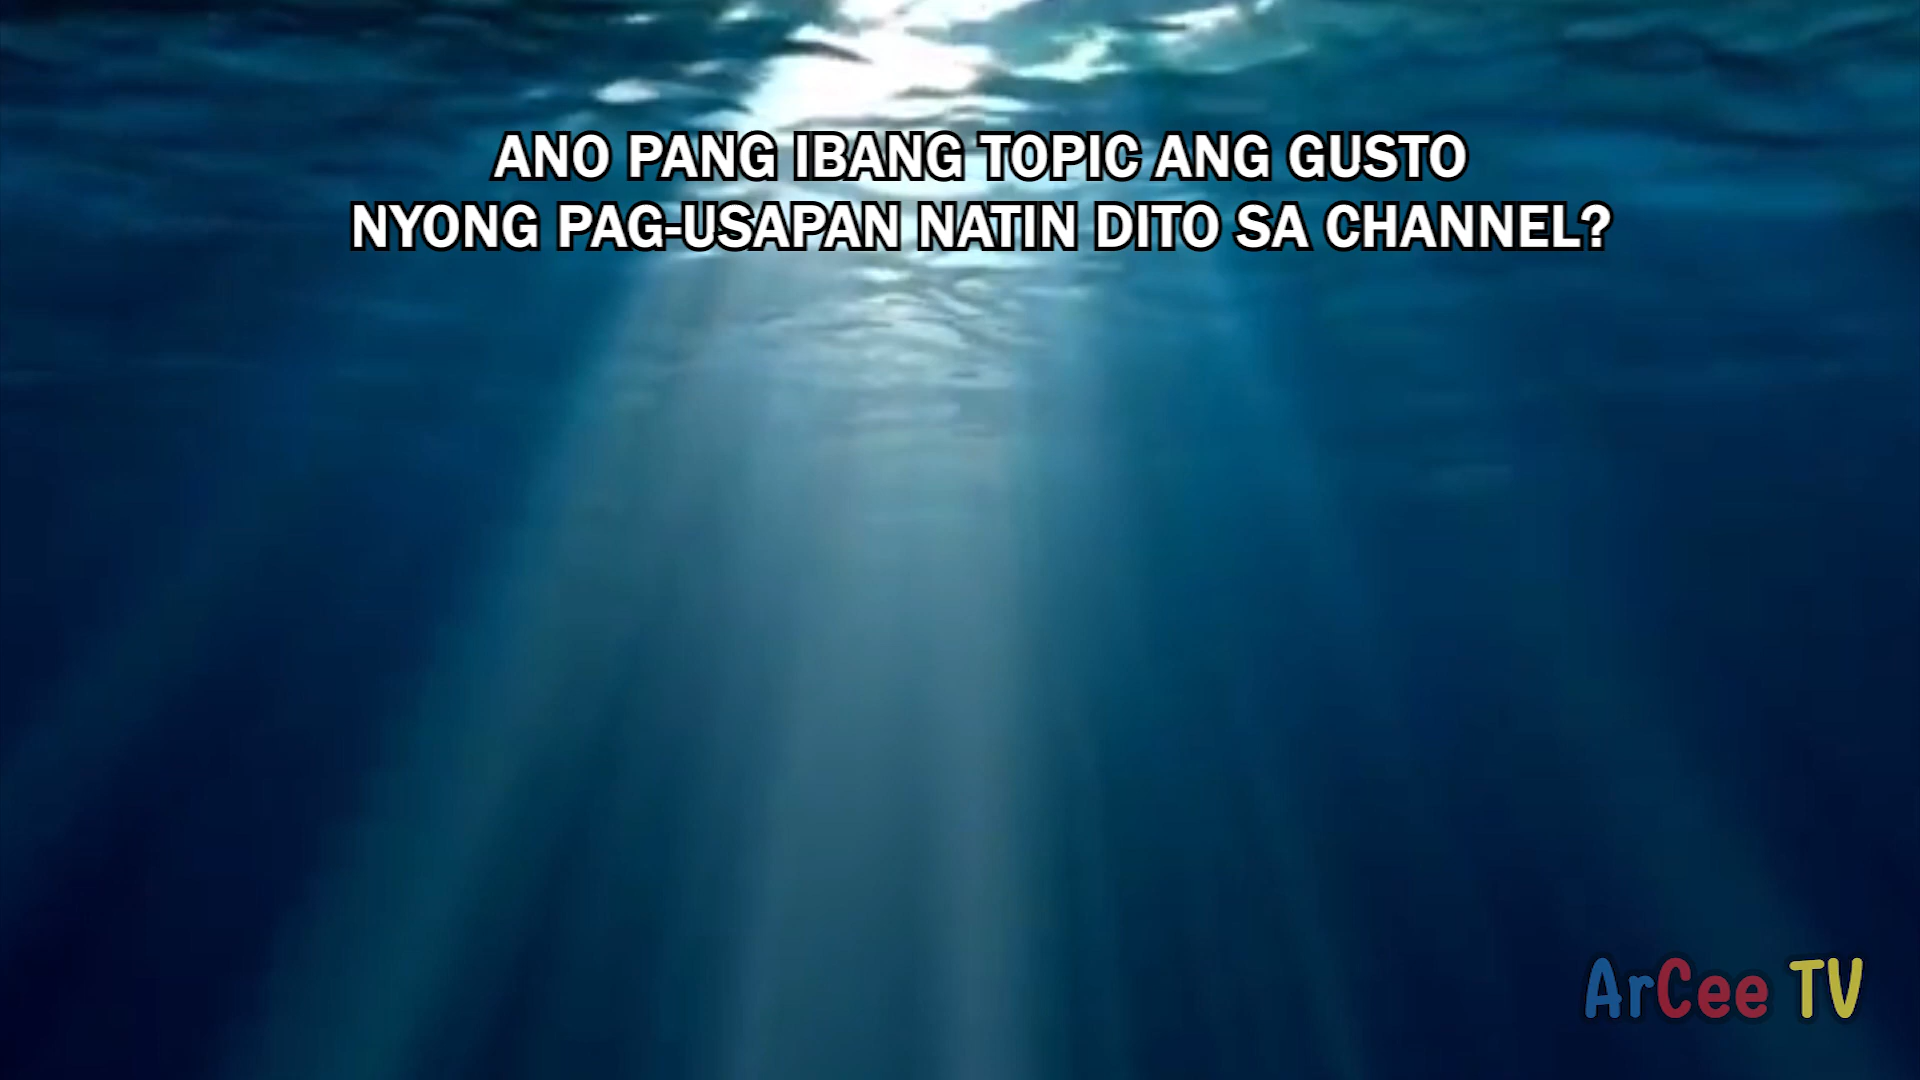 ANO PANG IBANG TOPIC ANG GUSTO
NYONG PAG-USAPAN NATIN DITO SA CHANNEL?
ArCee TV